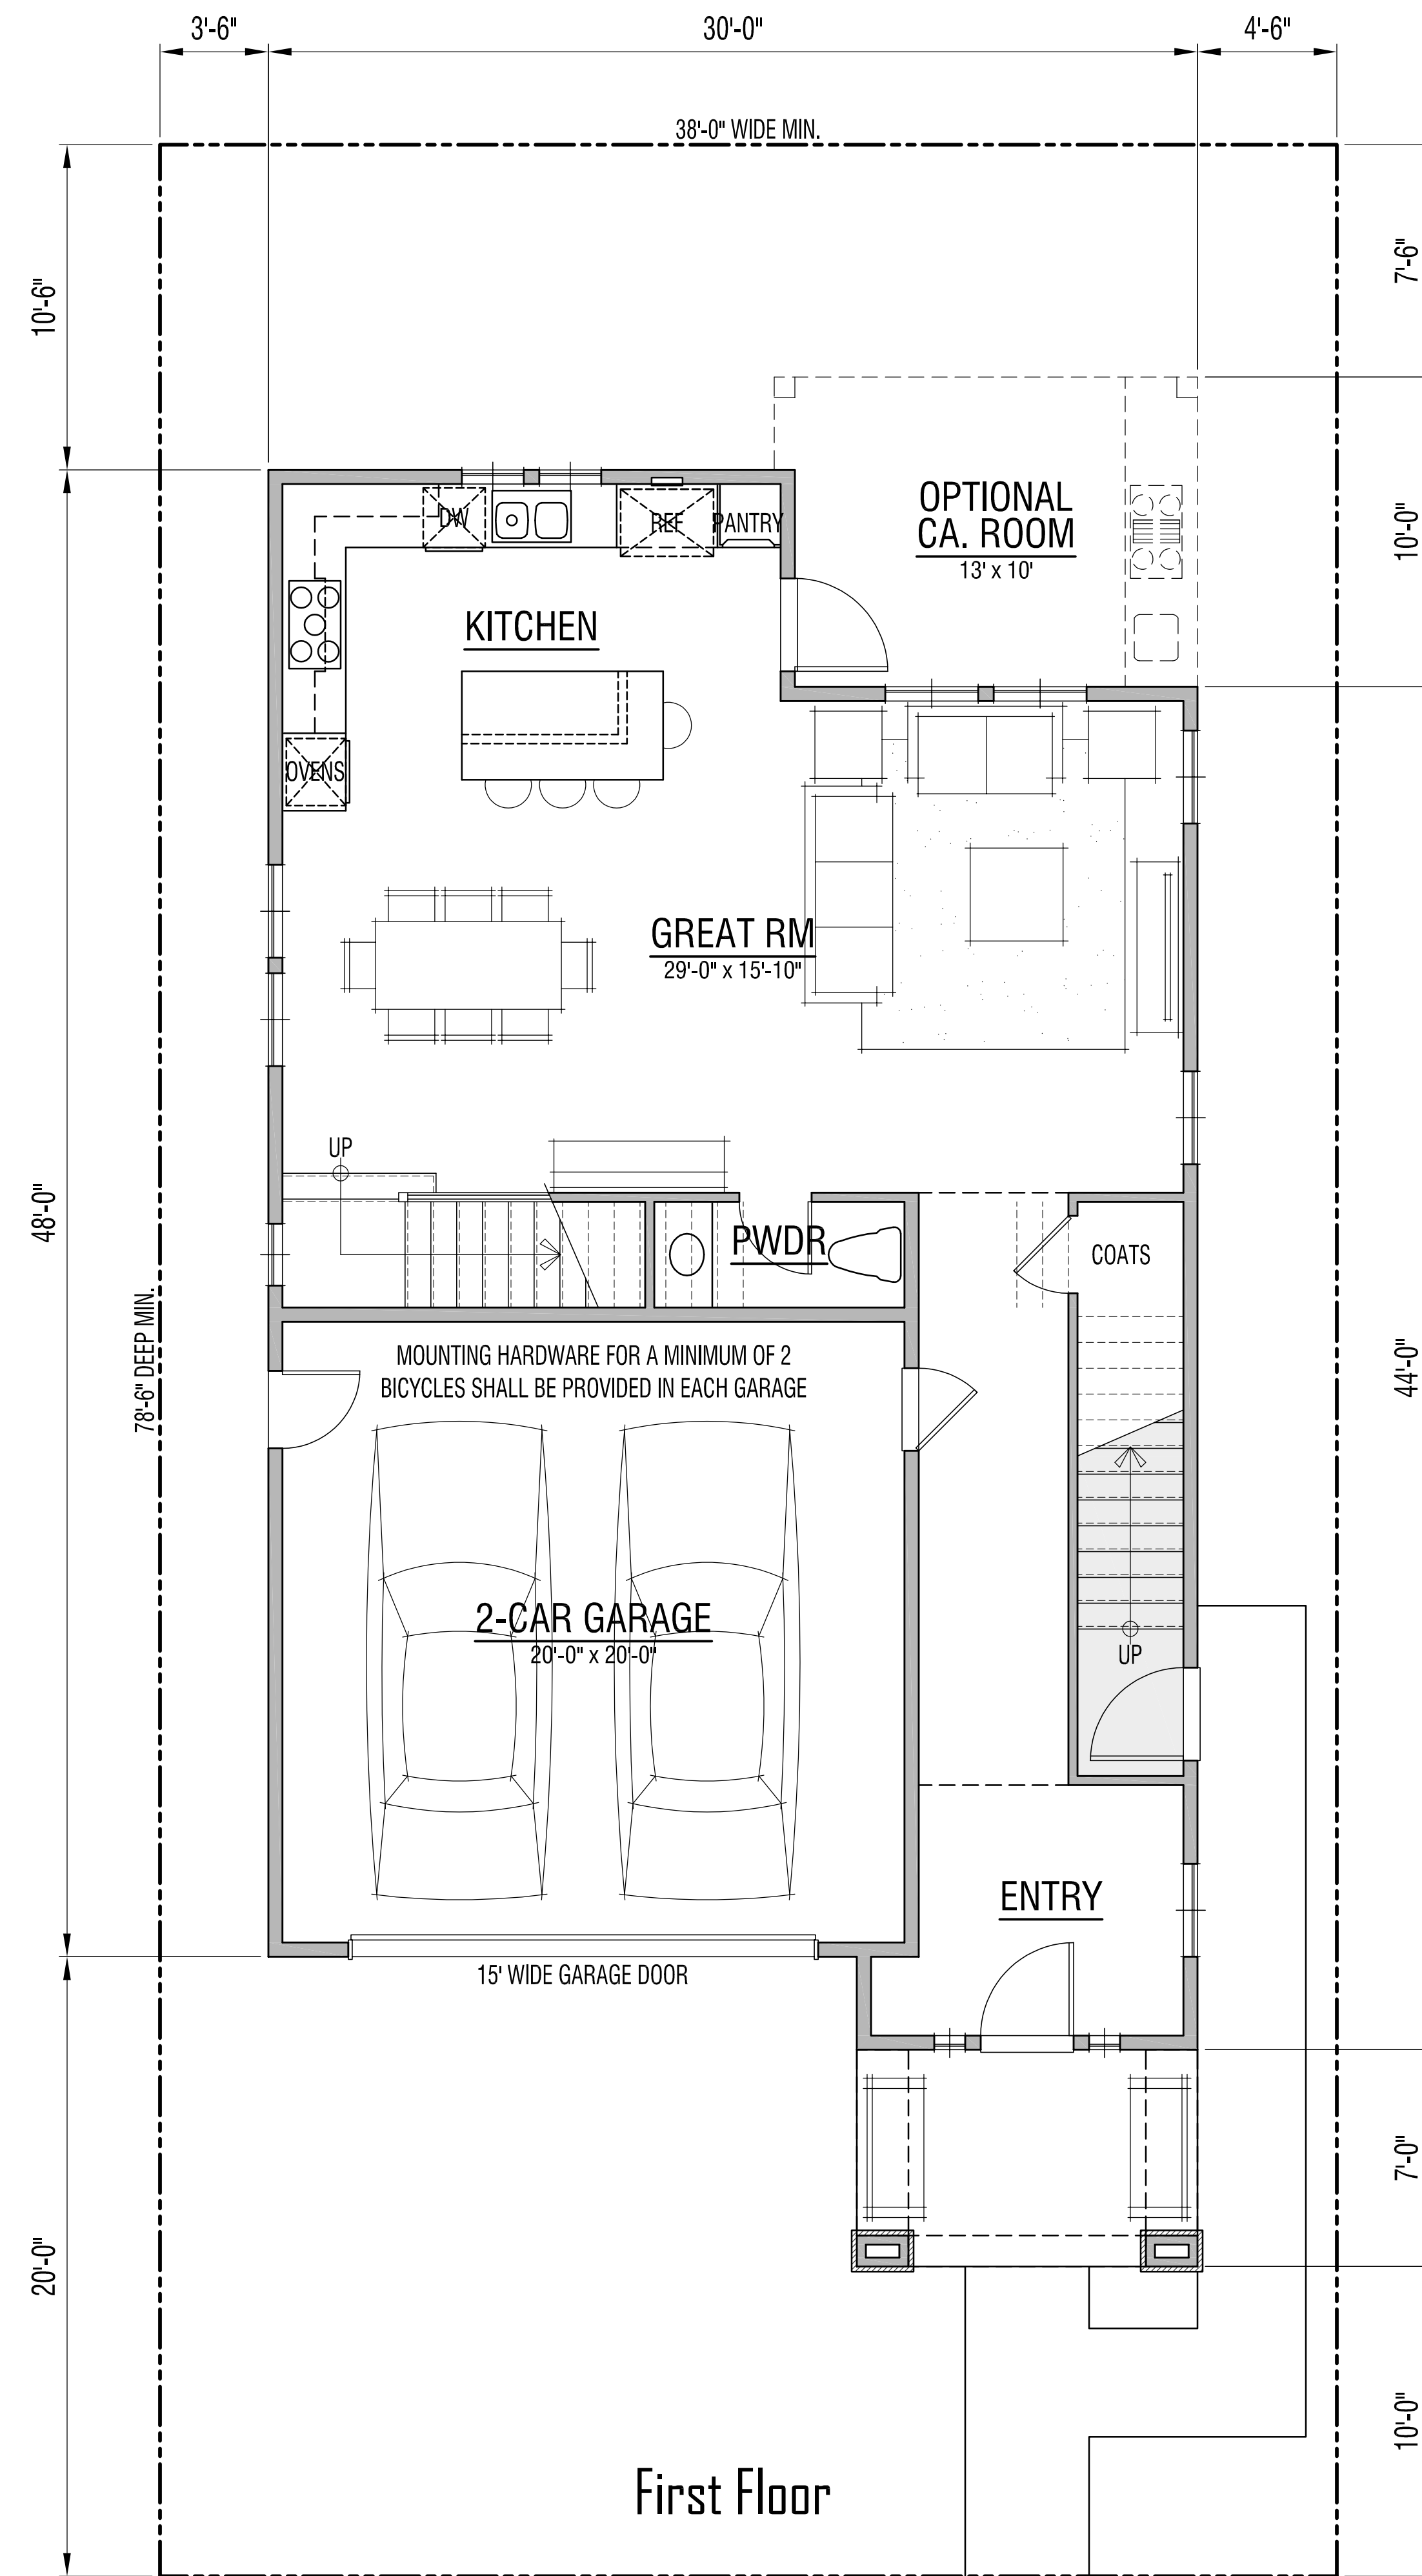 3'-6"
30'-0"
4'-6"
38'-0" WIDE MIN.
10'-6"
7'-6"
OPTIONAL
CA. ROOM
13' x 10'
10'-0"
DW
REF
PANTRY
KITCHEN
OVENS
GREAT RM
29'-0" x 15'-10"
UP
48'-0"
PWDR
COATS
78'-6" DEEP MIN.
44'-0"
MOUNTING HARDWARE FOR A MINIMUM OF 2
BICYCLES SHALL BE PROVIDED IN EACH GARAGE
2-CAR GARAGE
20'-0" x 20'-0"
UP
ENTRY
15' WIDE GARAGE DOOR
7'-0"
20'-0"
10'-0"
First Floor